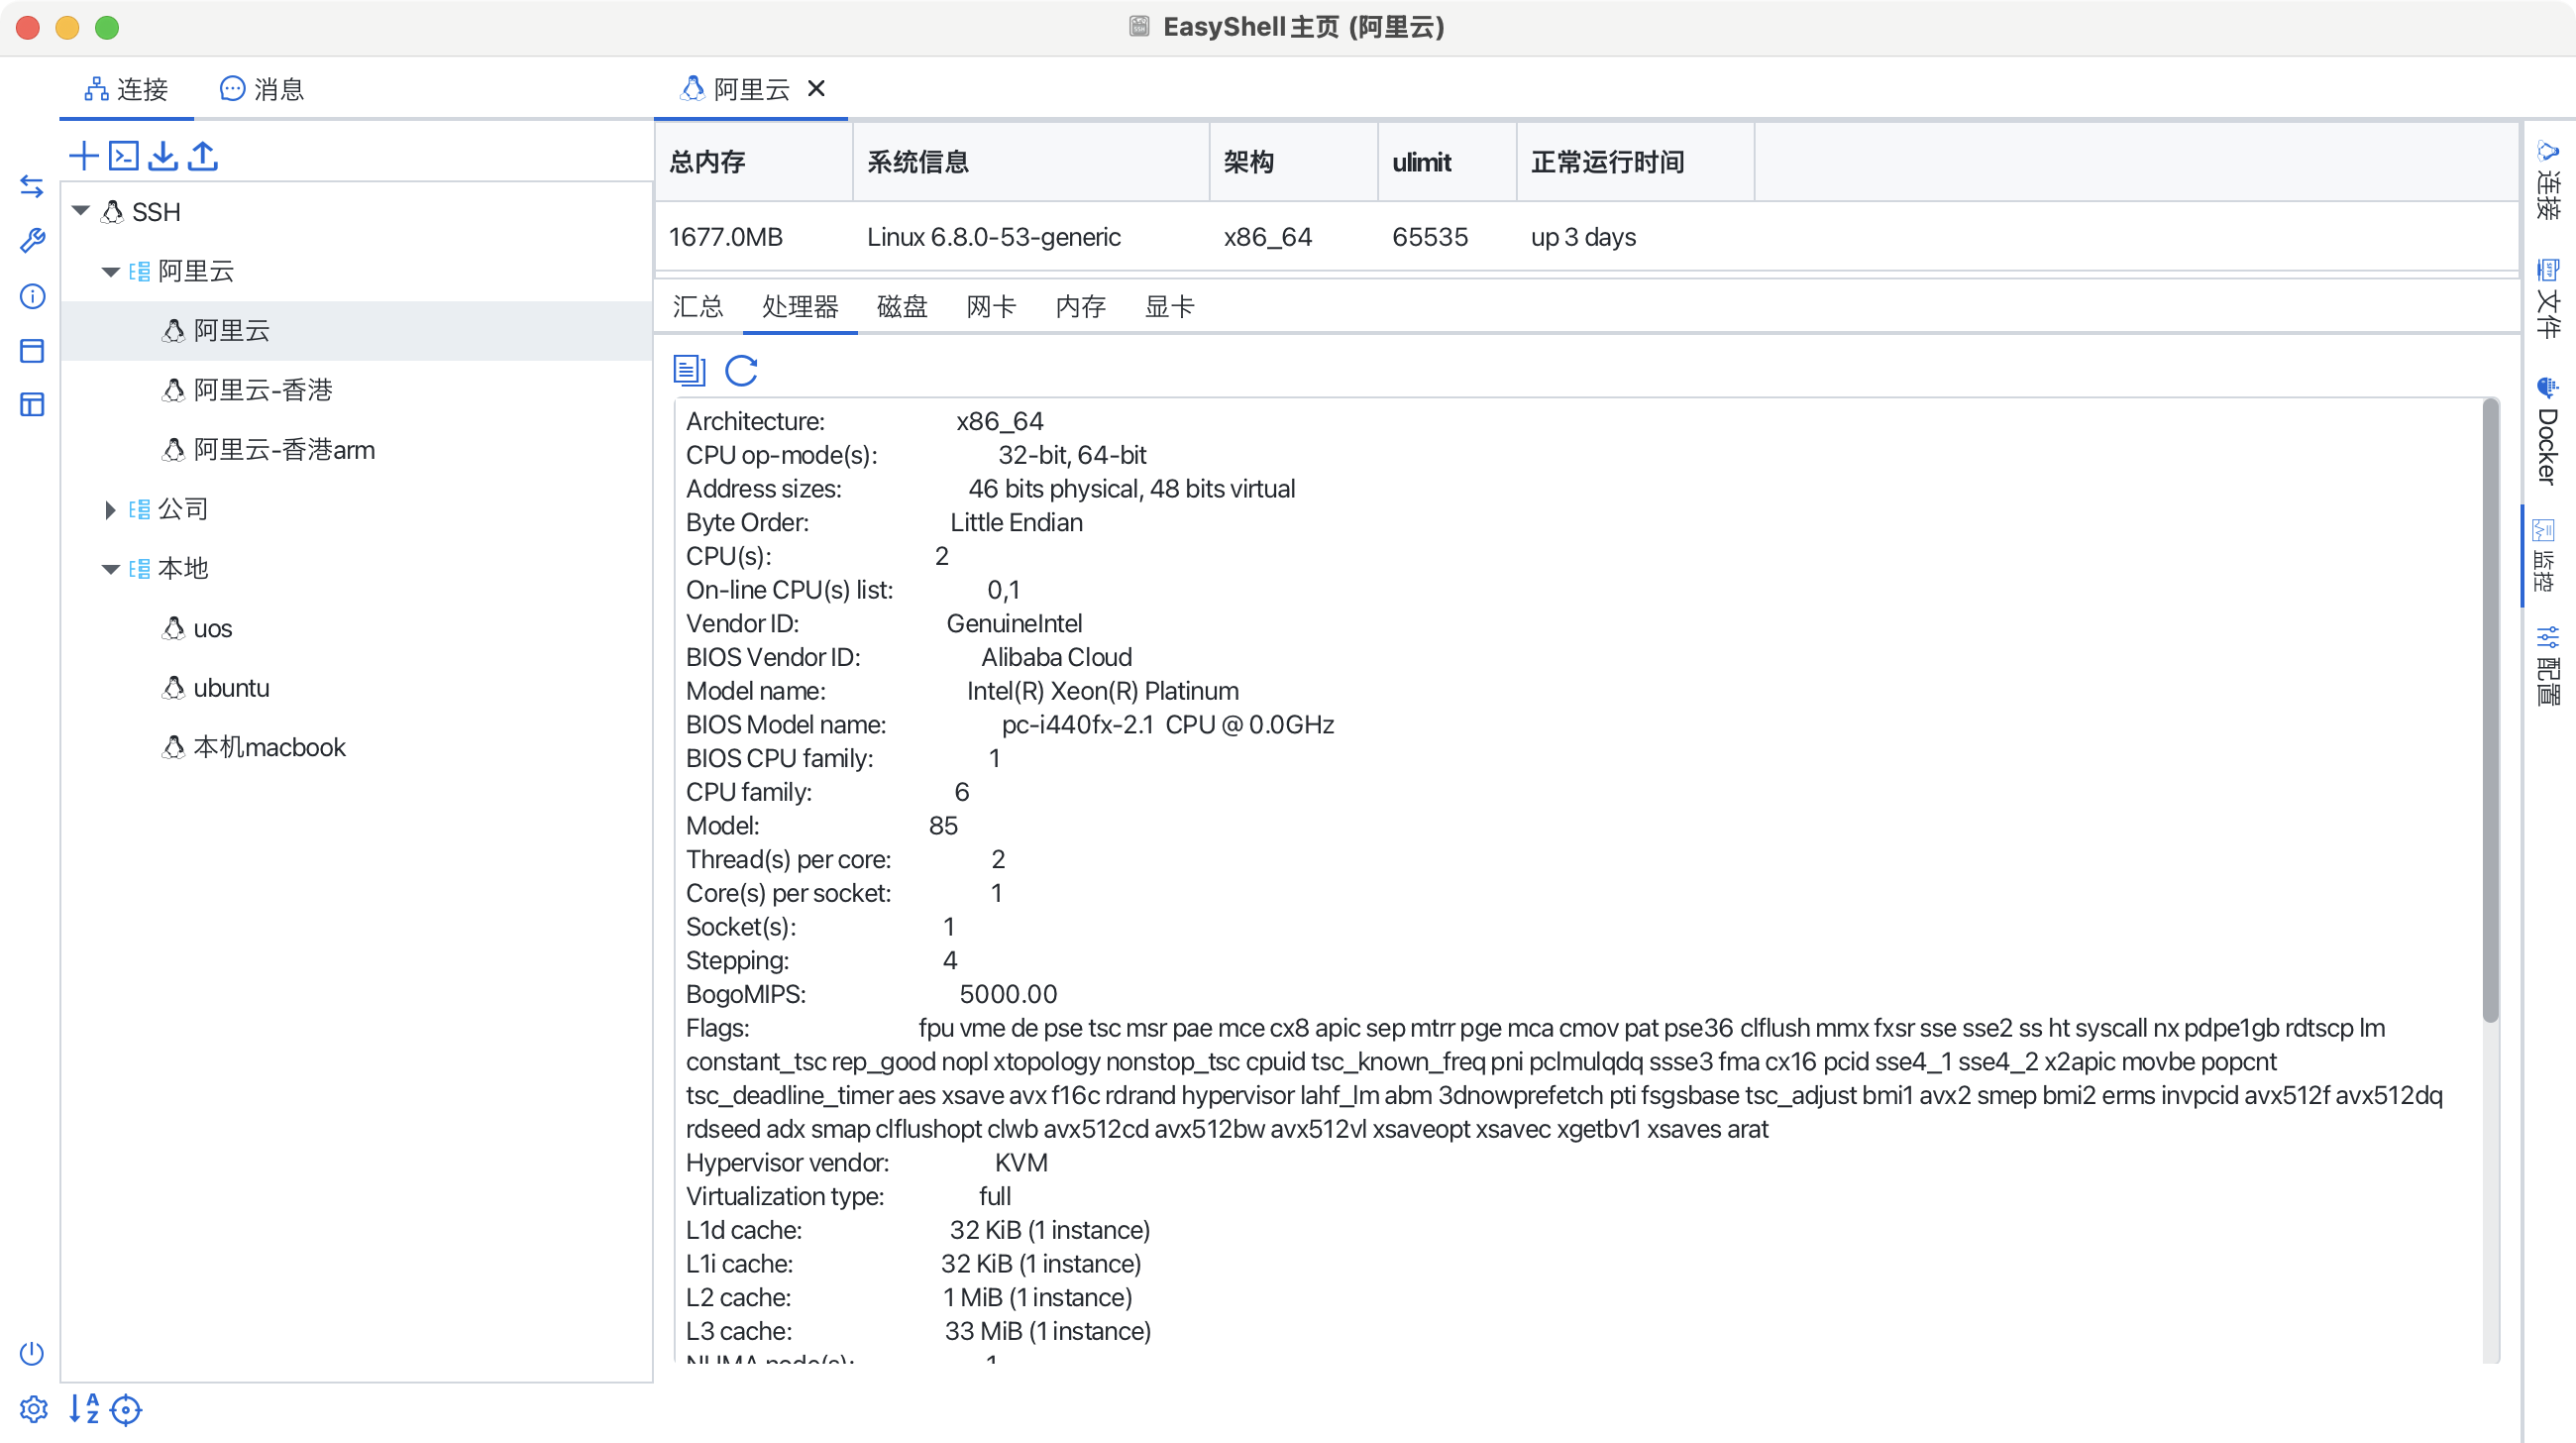 EasyShell主页 (阿里云)
连接 消息
阿里云
SSH
阿里云
阿里云
阿里云-香港
阿里云-香港arm
公司
本地
uos
ubuntu
本机macbook
总内存 系统信息 架构 ulimit 正常运行时间
1677.0MB Linux 6.8.0-53-generic x86_64 65535 up 3 days
汇总 处理器 磁盘 网卡 内存 显卡
Architecture: x86_64
CPU op-mode(s): 32-bit, 64-bit
Address sizes: 46 bits physical, 48 bits virtual
Byte Order: Little Endian
CPU(s): 2
On-line CPU(s) list: 0,1
Vendor ID: GenuineIntel
BIOS Vendor ID: Alibaba Cloud
Model name: Intel(R) Xeon(R) Platinum
BIOS Model name: pc-i440fx-2.1 CPU @ 0.0GHz
BIOS CPU family: 1
CPU family: 6
Model: 85
Thread(s) per core: 2
Core(s) per socket: 1
Socket(s): 1
Stepping: 4
BogoMIPS: 5000.00
Flags: fpu vme de pse tsc msr pae mce cx8 apic sep mtrr pge mca cmov pat pse36 clflush mmx fxsr sse sse2 ss ht syscall nx pdpe1gb rdtscp lm
constant_tsc rep_good nopl xtopology nonstop_tsc cpuid tsc_known_freq pni pclmulqdq ssse3 fma cx16 pcid sse4_1 sse4_2 x2apic movbe popcnt
tsc_deadline_timer aes xsave avx f16c rdrand hypervisor lahf_lm abm 3dnowprefetch pti fsgsbase tsc_adjust bmi1 avx2 smep bmi2 erms invpcid avx512f avx512dq
rdseed adx smap clflushopt clwb avx512cd avx512bw avx512vl xsaveopt xsavec xgetbv1 xsaves arat
Hypervisor vendor: KVM
Virtualization type: full
L1d cache: 32 KiB (1 instance)
L1i cache: 32 KiB (1 instance)
L2 cache: 1 MiB (1 instance)
L3 cache: 33 MiB (1 instance)
NUMA node(s): 1
连接
文件
Docker
监控
配置